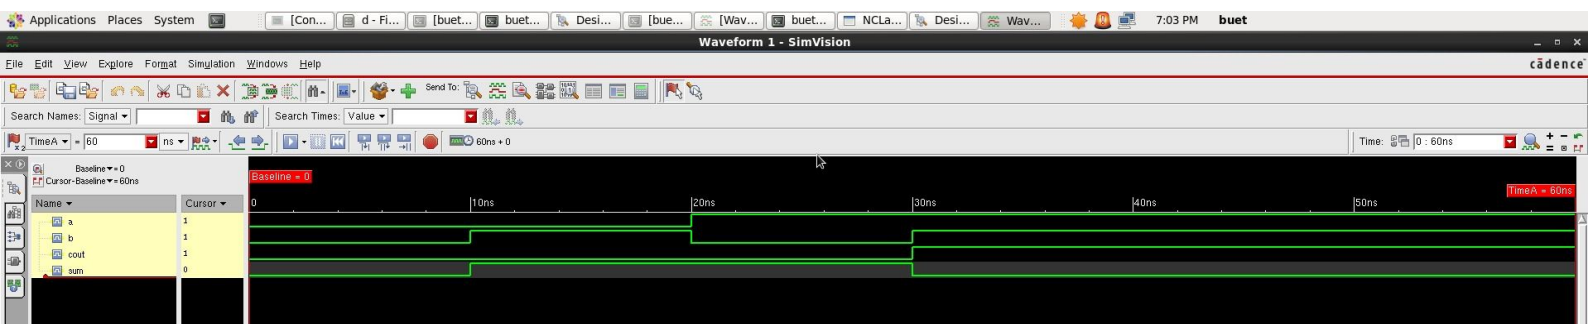 Applications Places System [Con... d - Fi... [buet... buet... Desi... [bue... [Wav... buet... NCLa... Desi... Wav... 7:03 PM buet
Waveform 1 - SimVision
File Edit View Explore Format Simulation Windows Help cādence
Send To:
Search Names: Signal Search Times: Value
TimeA = 60 ns 60ns + 0 Time: 0 : 60ns
Baseline = 0
Cursor-Baseline = 60ns
Baseline = 0
TimeA = 60ns
Name Cursor 0 10ns 20ns 30ns 40ns 50ns
a 1
b 1
cout 1
sum 0